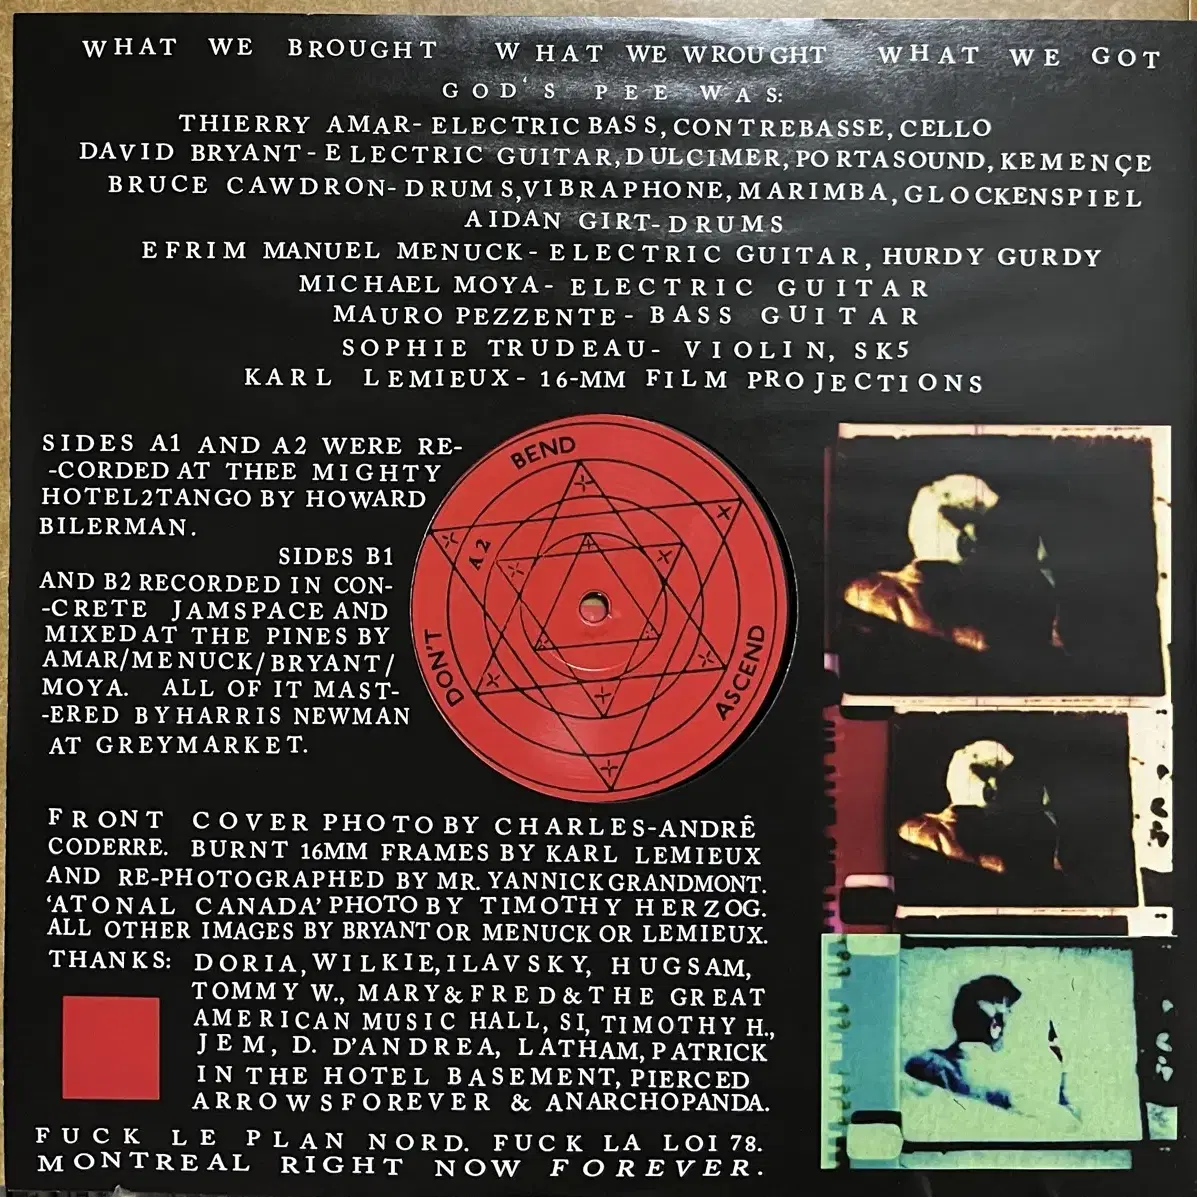 WHAT WE BROUGHT WHAT WE WROUGHT WHAT WE GOT
GOD'S PEE WAS:
THIERRY AMAR- ELECTRIC BASS, CONTREBASSE, CELLO
DAVID BRYANT- ELECTRIC GUITAR, DULCIMER, PORTASOUND, KEMENÇE
BRUCE CAWDRON- DRUMS, VIBRAPHONE, MARIMBA, GLOCKENSPIEL
AIDAN GIRT- DRUMS
EFRIM MANUEL MENUCK- ELECTRIC GUITAR, HURDY GURDY
MICHAEL MOYA- ELECTRIC GUITAR
MAURO PEZZENTE- BASS GUITAR
SOPHIE TRUDEAU- VIOLIN, SK5
KARL LEMIEUX- 16-MM FILM PROJECTIONS
SIDES A1 AND A2 WERE RE-
-CORDED AT THEE MIGHTY
HOTEL2TANGO BY HOWARD
BILERMAN.
SIDES B1
AND B2 RECORDED IN CON-
-CRETE JAMSPACE AND
MIXED AT THE PINES BY
AMAR/MENUCK/BRYANT/
MOYA. ALL OF IT MAST-
-ERED BY HARRIS NEWMAN
AT GREYMARKET.
BEND
A2
DON'T
ASCEND
FRONT COVER PHOTO BY CHARLES-ANDRÉ
CODERRE. BURNT 16MM FRAMES BY KARL LEMIEUX
AND RE-PHOTOGRAPHED BY MR. YANNICK GRANDMONT.
'ATONAL CANADA' PHOTO BY TIMOTHY HERZOG.
ALL OTHER IMAGES BY BRYANT OR MENUCK OR LEMIEUX.
THANKS: DORIA, WILKIE, ILAVSKY, HUGSAM,
TOMMY W., MARY & FRED & THE GREAT
AMERICAN MUSIC HALL, SI, TIMOTHY H.,
JEM, D. D'ANDREA, LATHAM, PATRICK
IN THE HOTEL BASEMENT, PIERCED
ARROWSFOREVER & ANARCHOPANDA.
FUCK LE PLAN NORD. FUCK LA LOI 78.
MONTREAL RIGHT NOW FOREVER.